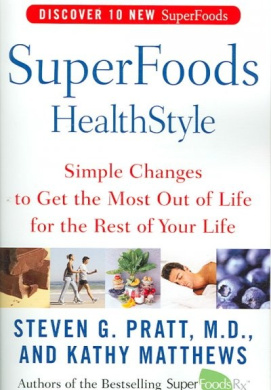 DISCOVER 10 NEW SuperFoods
SuperFoods
HealthStyle
Simple Changes
to Get the Most Out of Life
for the Rest of Your Life
STEVEN G. PRATT, M.D.,
AND KATHY MATTHEWS
Authors of the Bestselling SuperFoodsRx